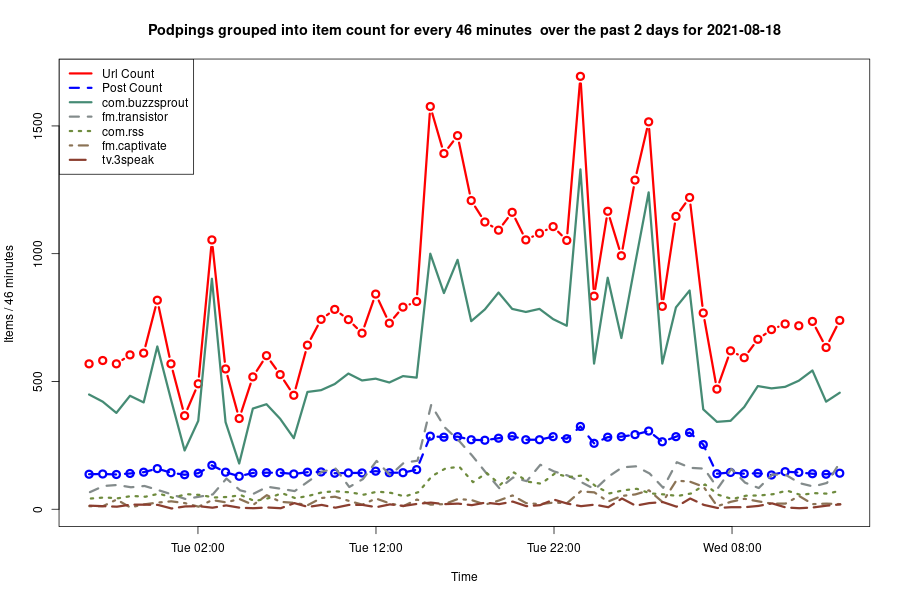 Podpings grouped into item count for every 46 minutes  over the past 2 days for 2021-08-18
Url Count
Post Count
com.buzzsprout
fm.transistor
com.rss
fm.captivate
tv.3speak
Items / 46 minutes
1500
1000
500
0
Tue 02:00
Tue 12:00
Tue 22:00
Wed 08:00
Time